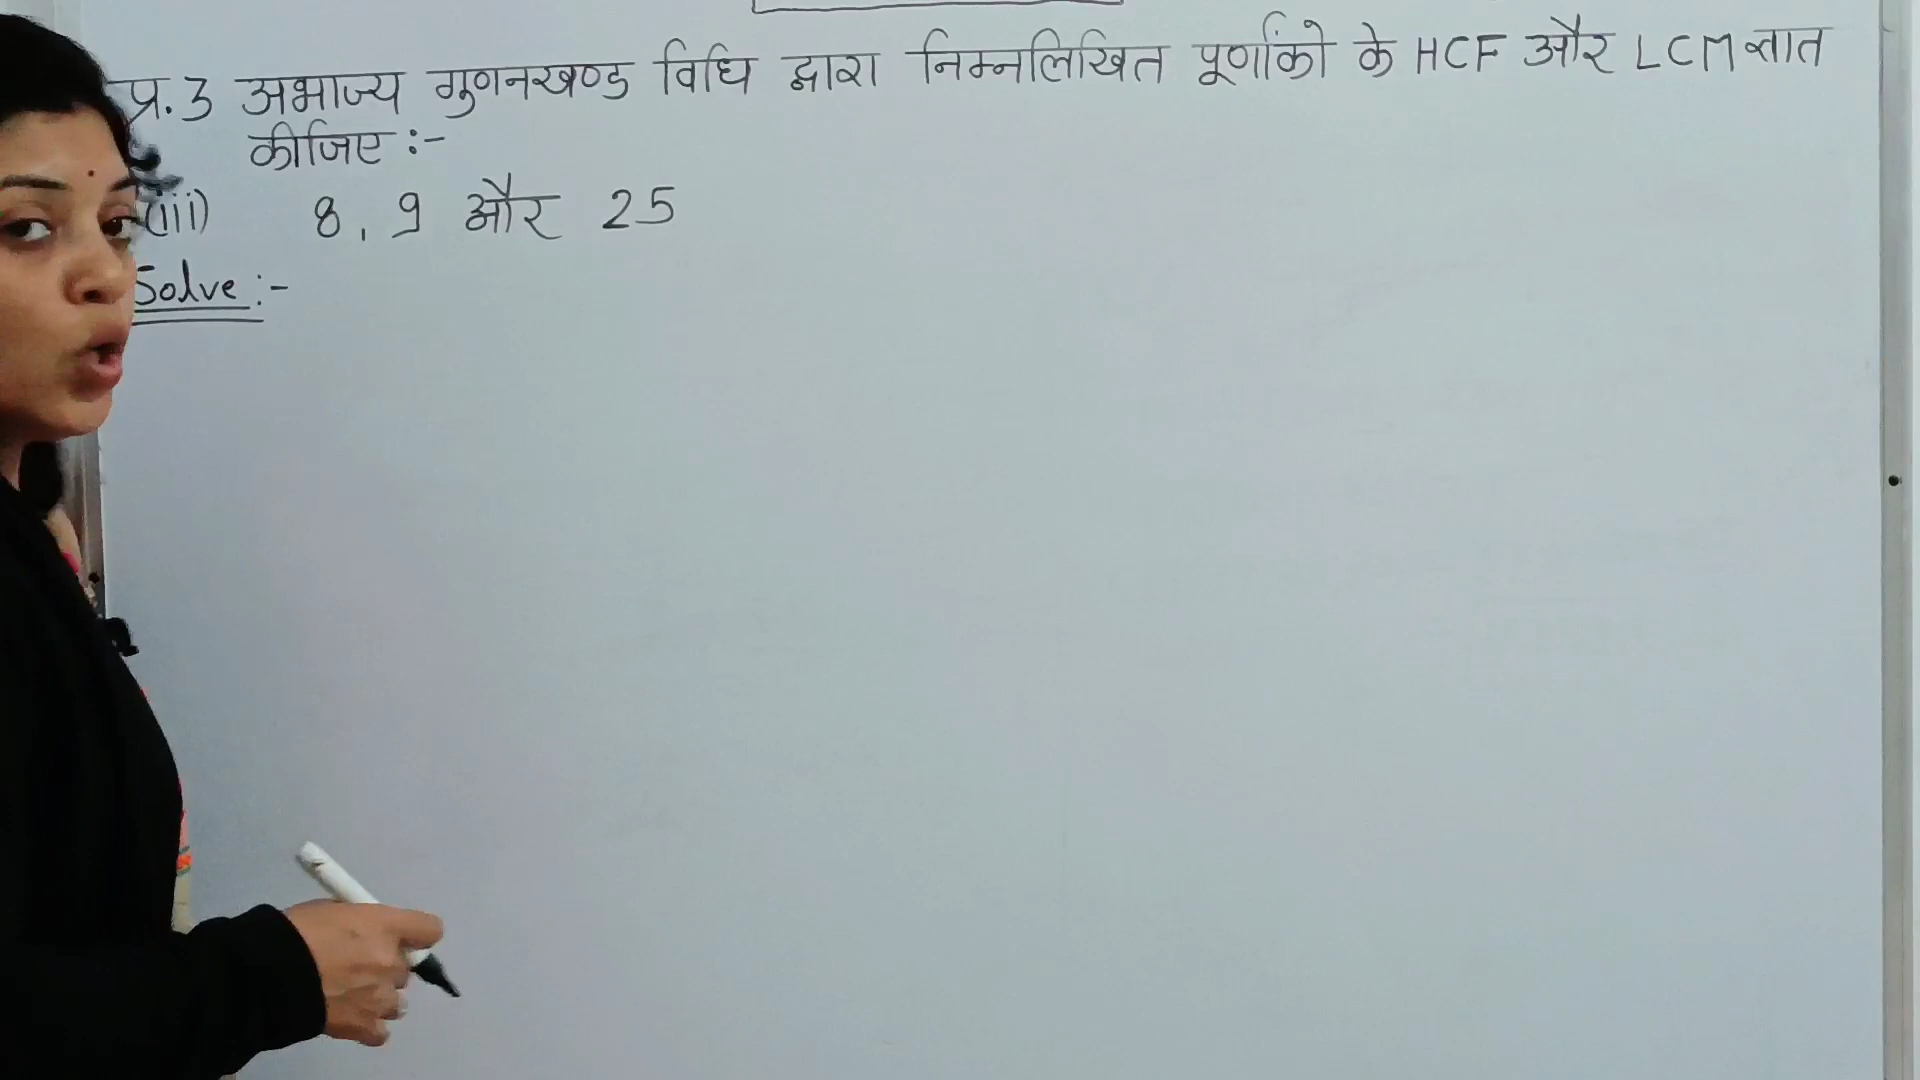 प्र.3 अभाज्य गुणनखण्ड विधि द्वारा निम्नलिखित पूर्णांको के HCF और LCM ज्ञात
कीजिए :-
(iii) 8, 9 और 25
Solve :-